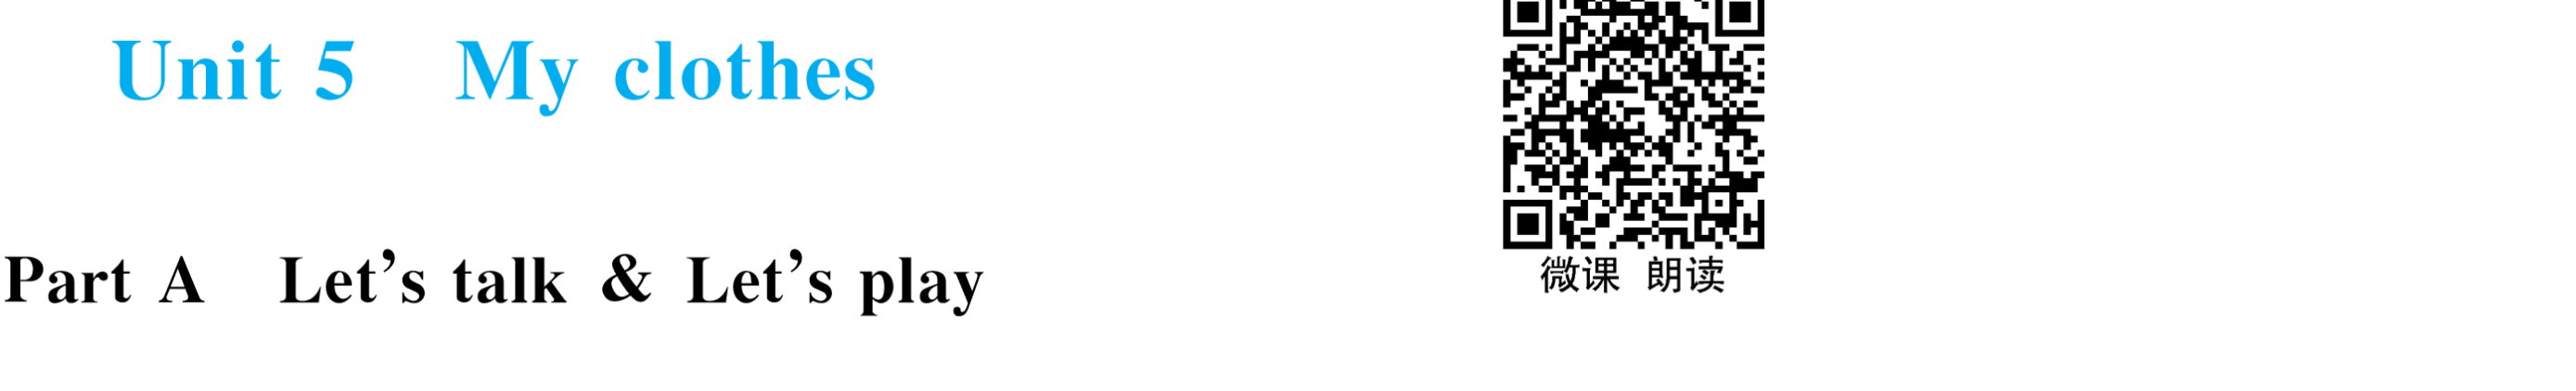 Unit 5 My clothes
微课 朗读
Part A Let’s talk & Let’s play